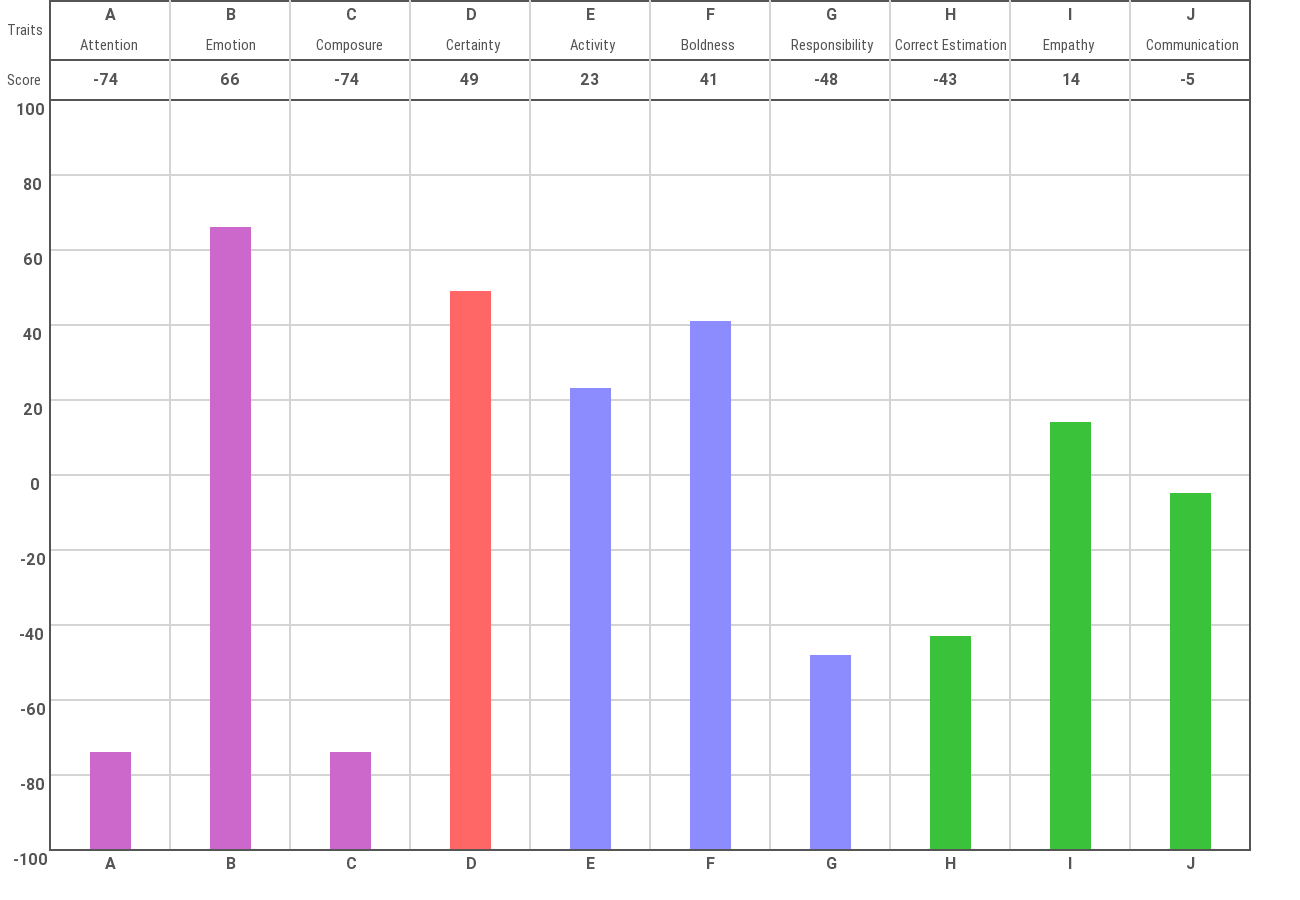 A B C D E F G H I J
Traits
Attention Emotion Composure Certainty Activity Boldness Responsibility Correct Estimation Empathy Communication
Score -74 66 -74 49 23 41 -48 -43 14 -5
100
80
60
40
20
0
-20
-40
-60
-80
-100
A B C D E F G H I J